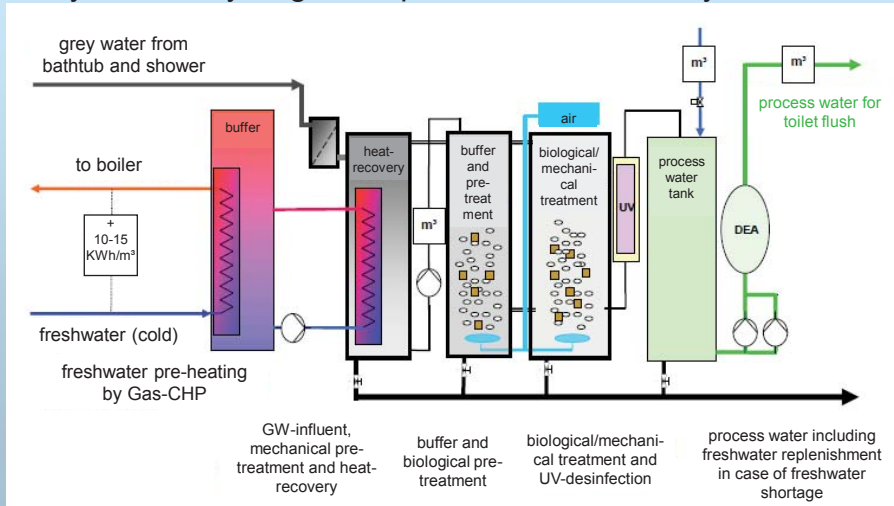 grey water from
bathtub and shower
buffer
to boiler
+
10-15
KWh/m³
freshwater (cold)
freshwater pre-heating
by Gas-CHP
heat-
recovery
m³
buffer
and
pre-
treat
ment
air
biological/
mechani-
cal
treatment
UV
m³
process
water
tank
m³
process water for
toilet flush
DEA
GW-influent,
mechanical pre-
treatment and heat-
recovery
buffer and
biological pre-
treatment
biological/mechani-
cal treatment and
UV-desinfection
process water including
freshwater replenishment
in case of freshwater
shortage